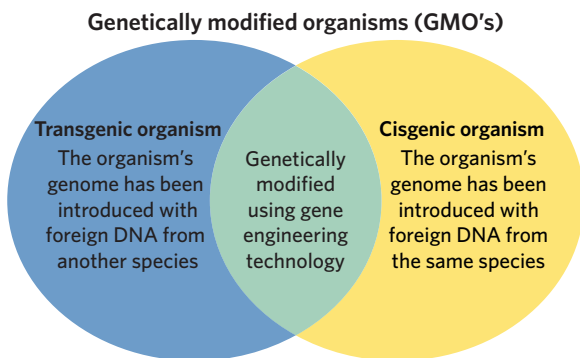 Genetically modified organisms (GMO's)
Transgenic organism
The organism's
genome has been
introduced with
foreign DNA from
another species
Genetically
modified
using gene
engineering
technology
Cisgenic organism
The organism's
genome has been
introduced with
foreign DNA from
the same species